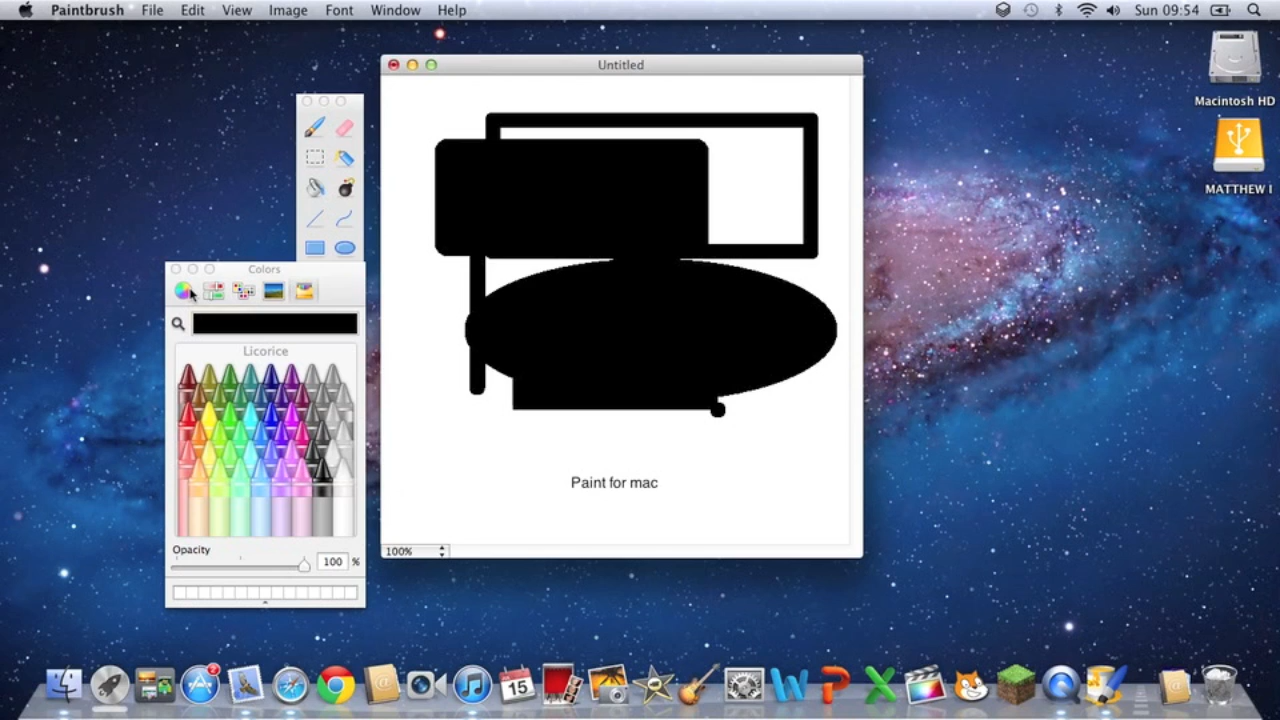 Paintbrush File Edit View Image Font Window Help Sun 09:54
Untitled
Macintosh HD
MATTHEW I
Colors
Licorice
Paint for mac
Opacity
100 %
100%
2
15